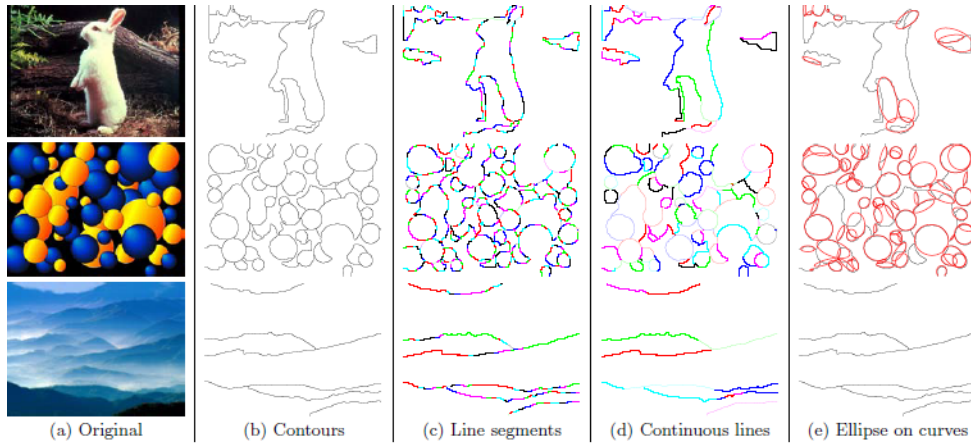 (a) Original
(b) Contours
(c) Line segments
(d) Continuous lines
(e) Ellipse on curves